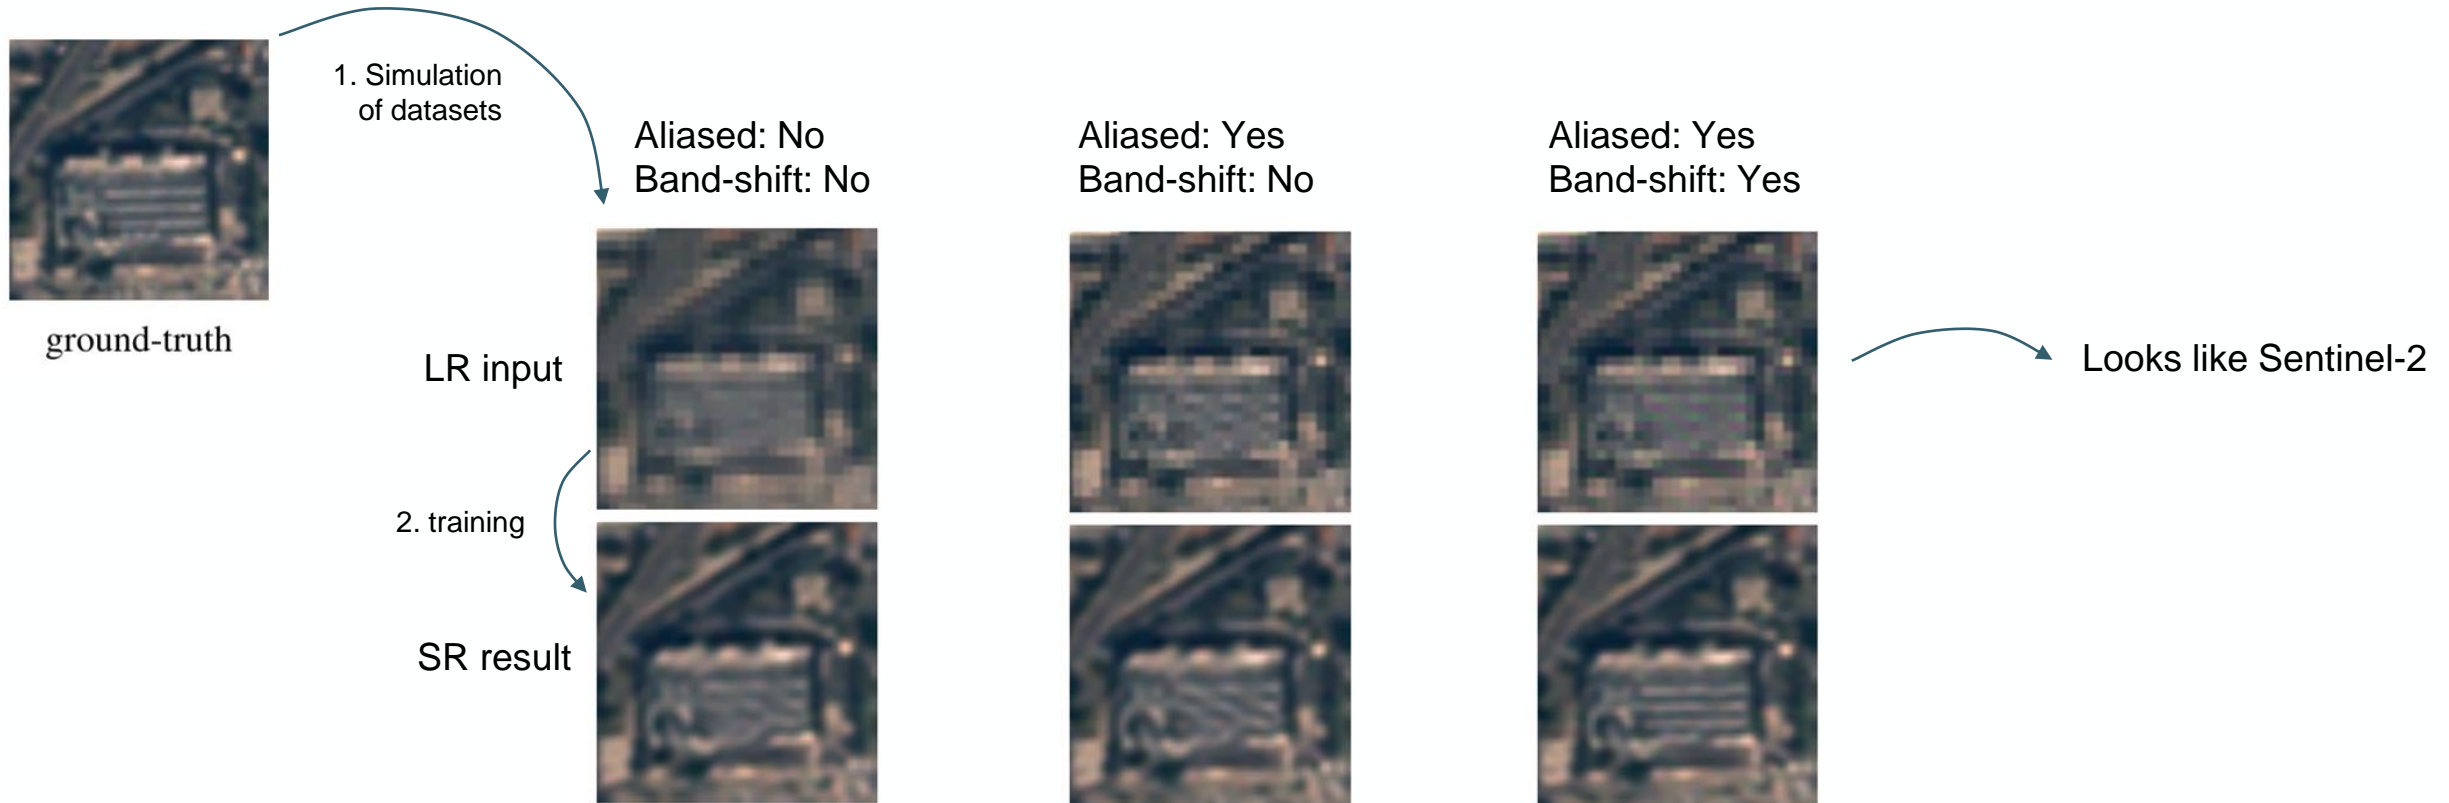 1. Simulation
of datasets
ground-truth
Aliased: No
Band-shift: No
Aliased: Yes
Band-shift: No
Aliased: Yes
Band-shift: Yes
LR input
Looks like Sentinel-2
2. training
SR result